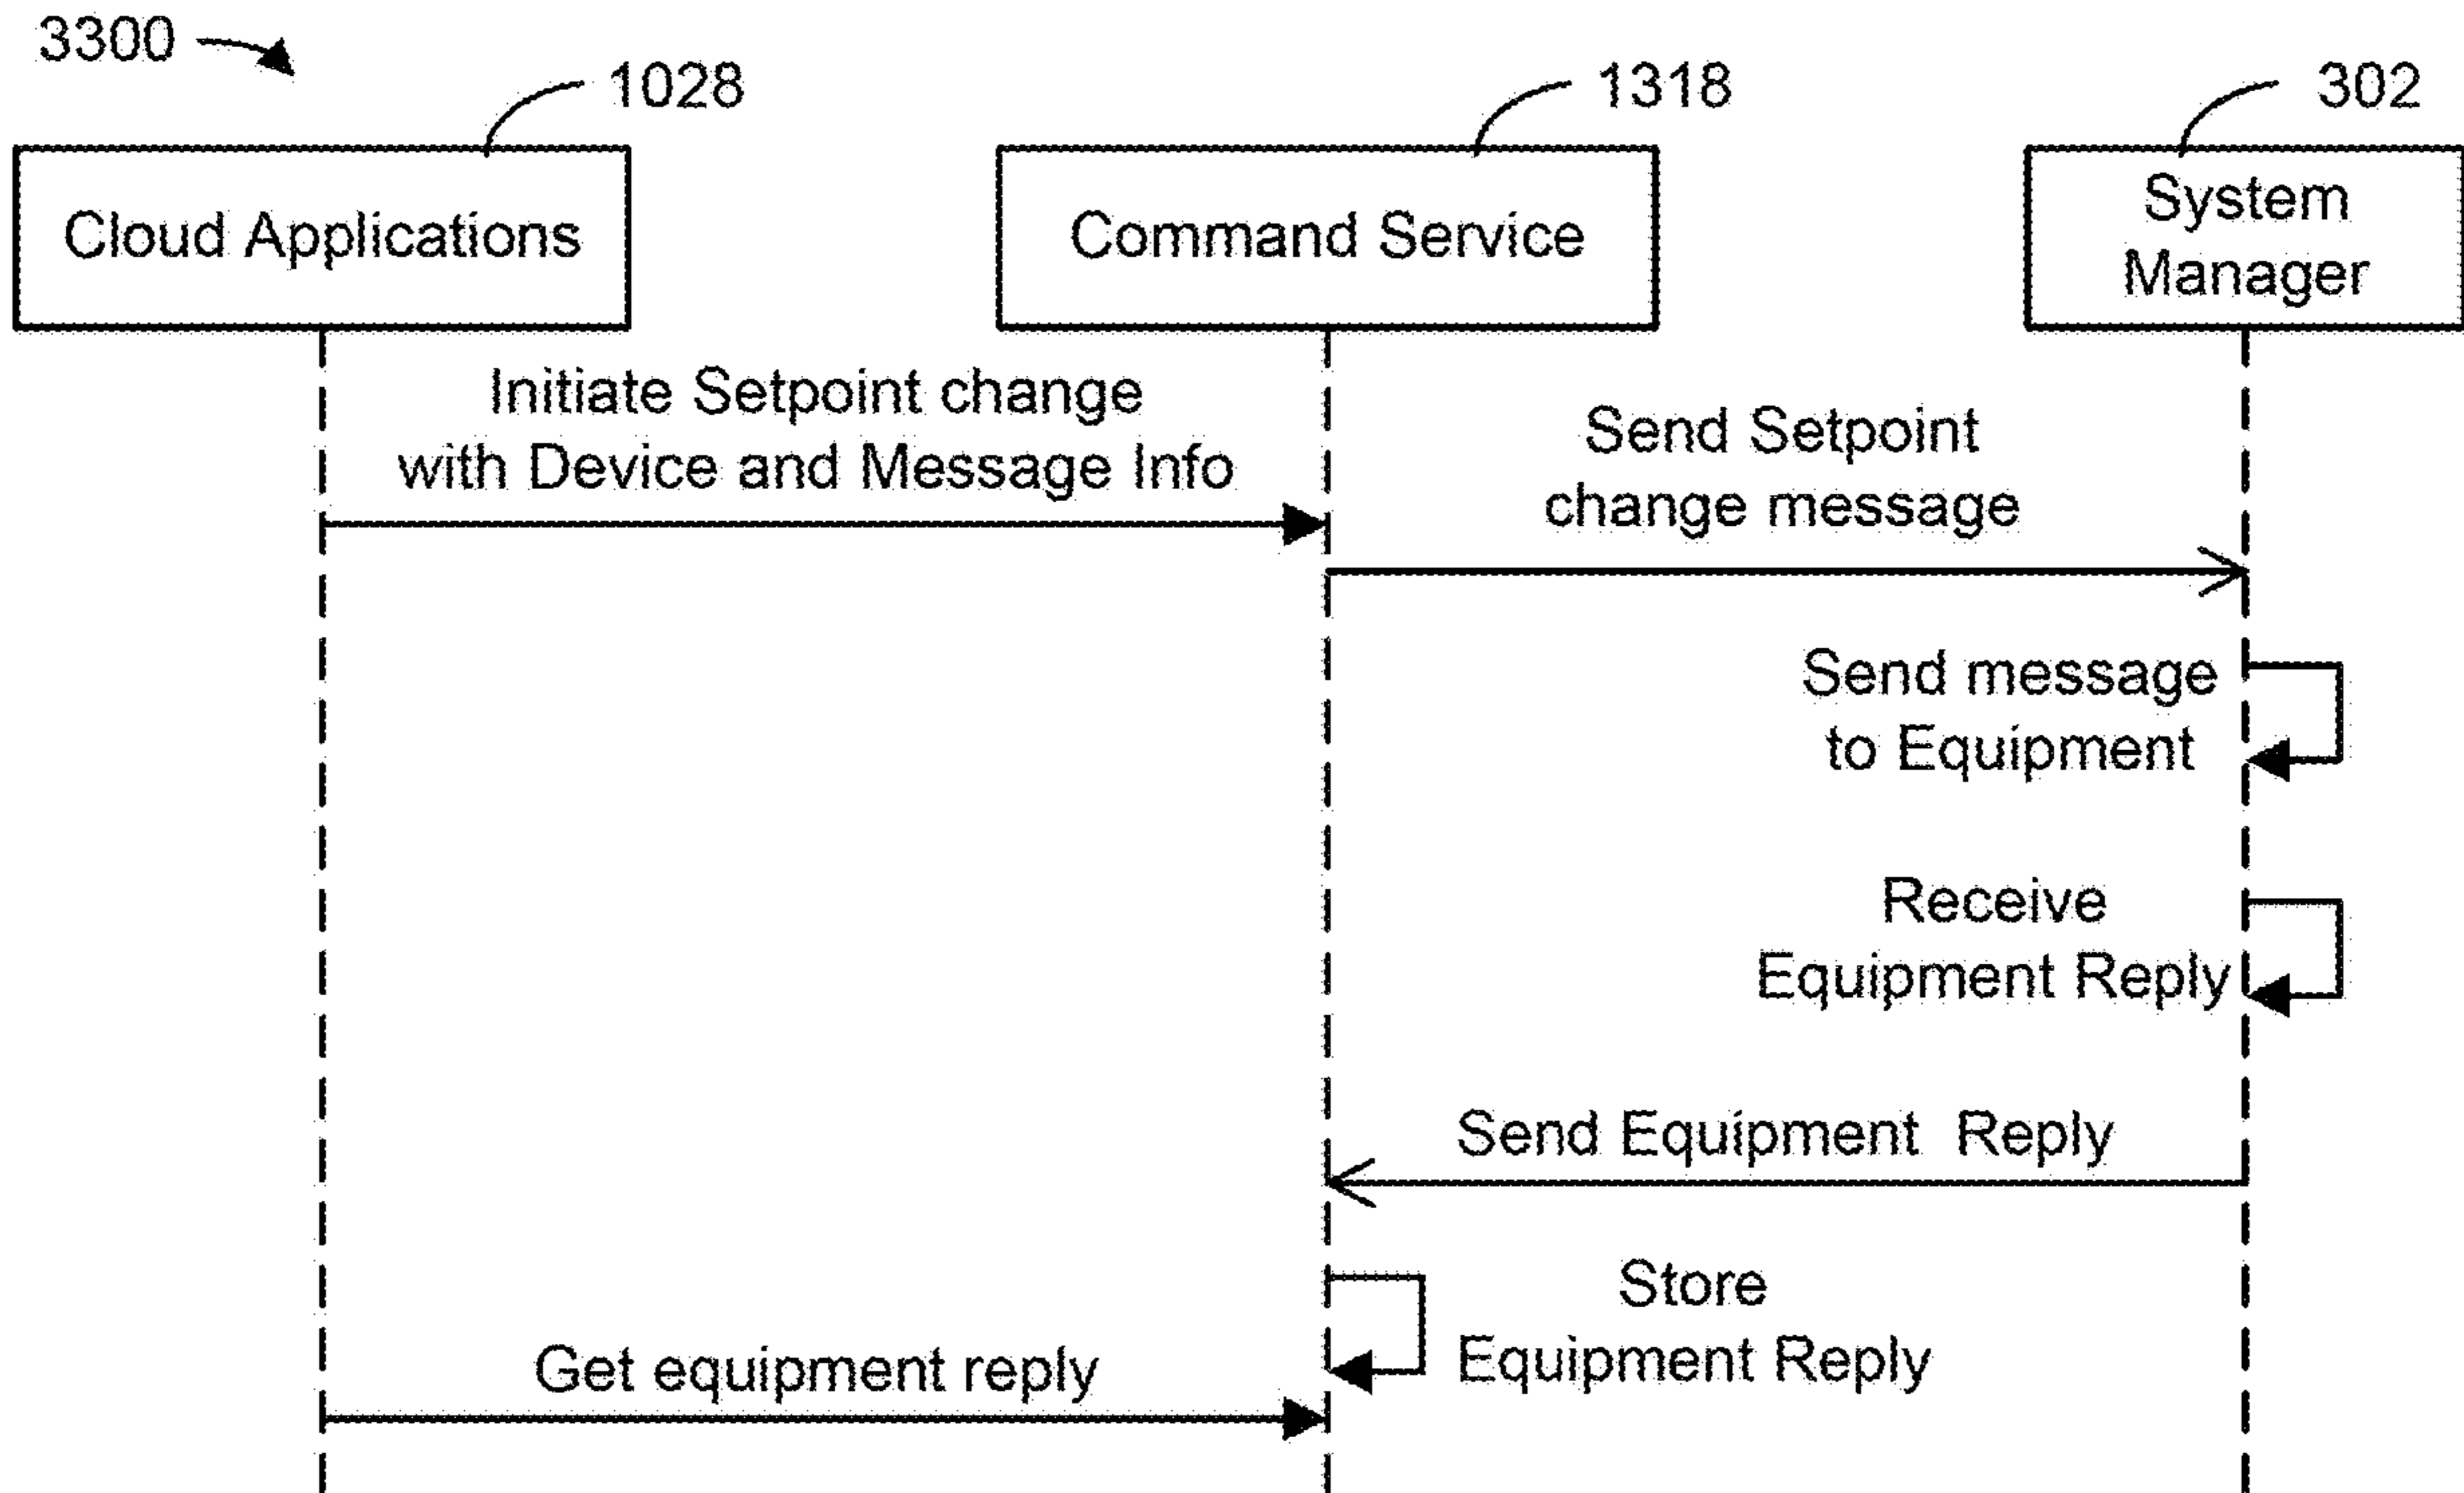 3300
1028
1318
302
Cloud Applications
Command Service
System
Manager
Initiate Setpoint change
with Device and Message Info
Send Setpoint
change message
Send message
to Equipment
Receive
Equipment Reply
Send Equipment Reply
Store
Equipment Reply
Get equipment reply